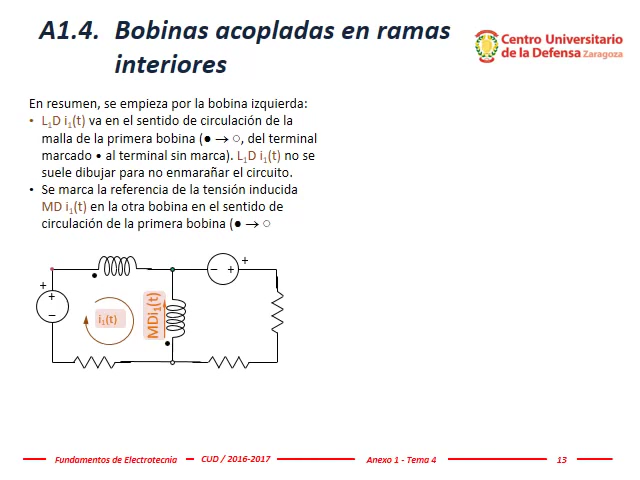 A1.4. Bobinas acopladas en ramas
interiores
Centro Universitario
de la Defensa Zaragoza
En resumen, se empieza por la bobina izquierda:
• L₁D i₁(t) va en el sentido de circulación de la
malla de la primera bobina (● → ○, del terminal
marcado • al terminal sin marca). L₁D i₁(t) no se
suele dibujar para no enmarañar el circuito.
• Se marca la referencia de la tensión inducida
MD i₁(t) en la otra bobina en el sentido de
circulación de la primera bobina (● → ○
+
− +
+
+
−
i₁(t)
MDi₁(t)
Fundamentos de Electrotecnia
CUD / 2016-2017
Anexo 1 - Tema 4
13